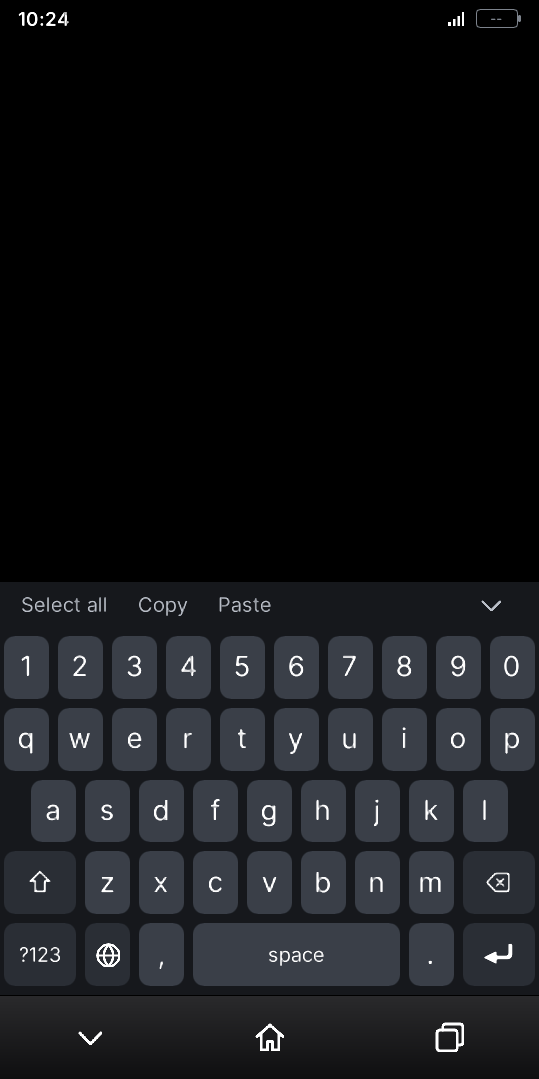 10:24
--
Select all Copy Paste
1 2 3 4 5 6 7 8 9 0
q w e r t y u i o p
a s d f g h j k l
z x c v b n m
?123 , space .